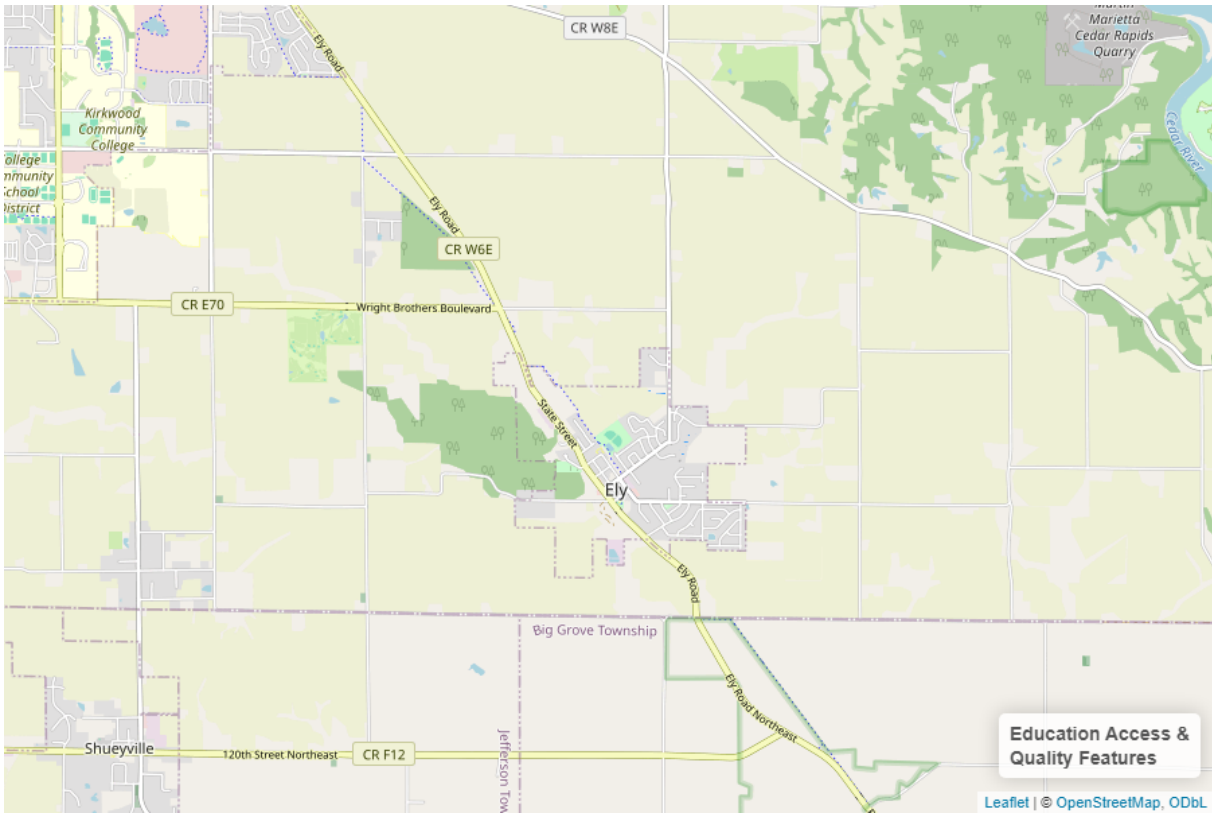 Martin
Marietta
Cedar Rapids
Quarry
CR W8E
Ely Road
Kirkwood
Community
College
Cedar River
ollege
mmunity
School
District
Ely Road
CR W6E
CR E70
Wright Brothers Boulevard
State Street
Ely
Ely Road
Big Grove Township
Ely Road Northeast
Jefferson Tow
Shueyville
120th Street Northeast
CR F12
Education Access &
Quality Features
Leaflet | © OpenStreetMap, ODbL